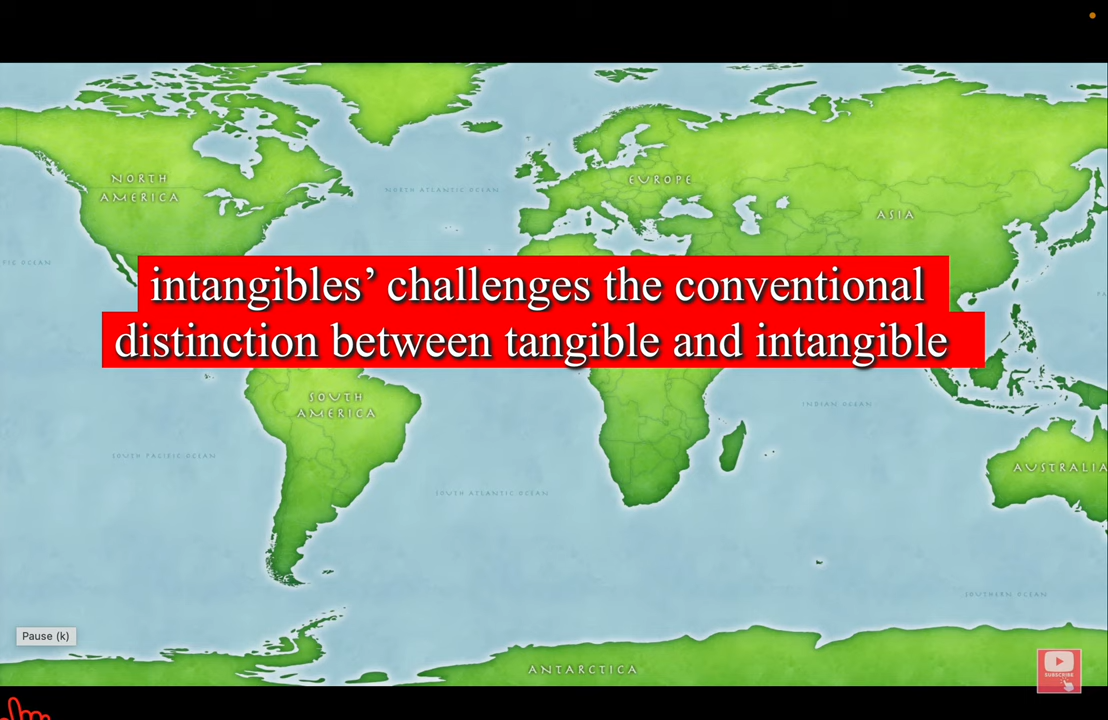 NORTH
AMERICA
NORTH ATLANTIC OCEAN
EUROPE
ASIA
intangibles’ challenges the conventional
distinction between tangible and intangible
SOUTH
AMERICA
INDIAN OCEAN
SOUTH PACIFIC OCEAN
AUSTRALIA
SOUTH ATLANTIC OCEAN
SOUTHERN OCEAN
Pause (k)
ANTARCTICA
SUBSCRIBE